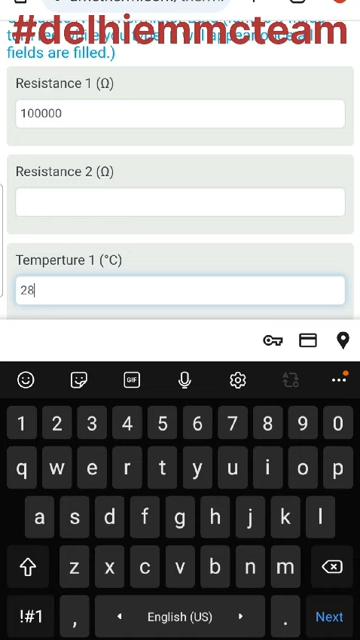 #delhiemmcteam
fields are filled.)
Resistance 1 (Ω)
100000
Resistance 2 (Ω)
Temperture 1 (°C)
28
GIF
1 2 3 4 5 6 7 8 9 0
q w e r t y u i o p
a s d f g h j k l
z x c v b n m
!#1 , English (US) . Next